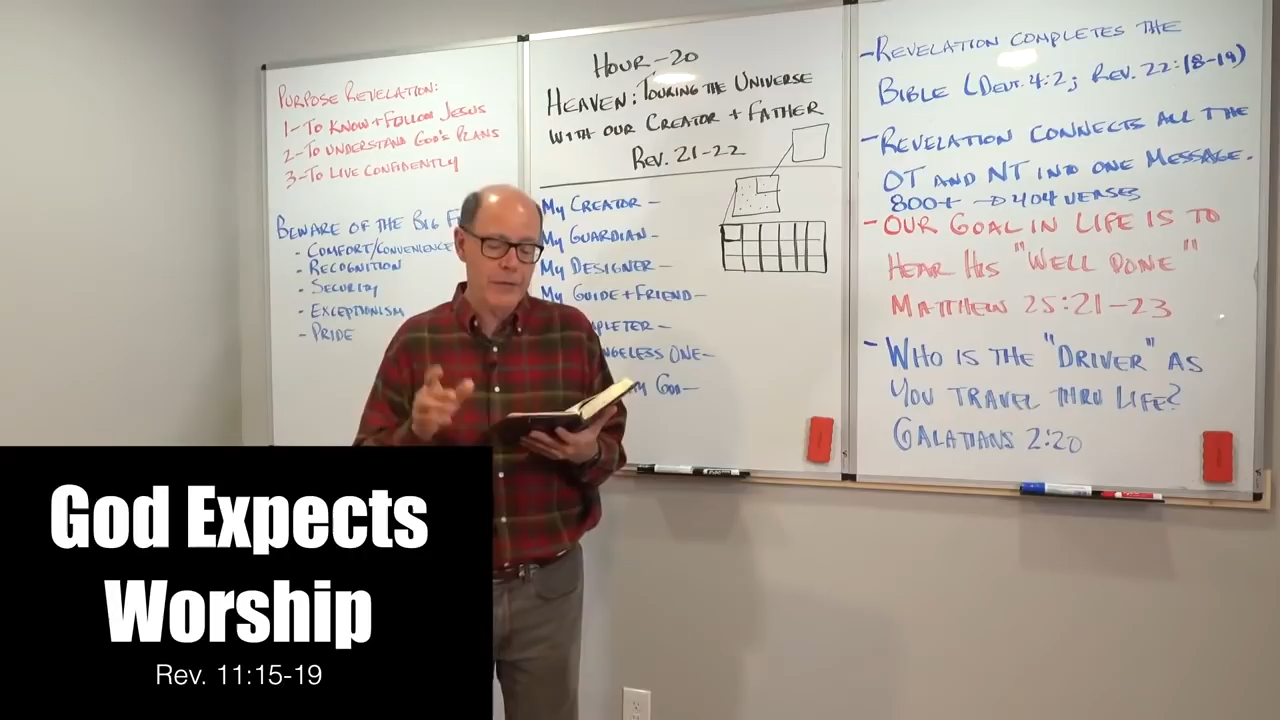 PURPOSE REVELATION:
1- TO KNOW + FOLLOW JESUS
2- TO UNDERSTAND GOD'S PLANS
3- TO LIVE CONFIDENTLY
BEWARE OF THE BIG
- COMFORT/CONVENIENCE
- RECOGNITION
- SECURITY
- EXCEPTIONISM
- PRIDE
HOUR-20
HEAVEN: TOURING THE UNIVERSE
WITH OUR CREATOR + FATHER
REV. 21-22
MY CREATOR -
MY GUARDIAN -
MY DESIGNER -
MY GUIDE + FRIEND -
PLETER -
NGELESS ONE -
MY GOD -
- REVELATION COMPLETES THE
BIBLE (DEUT. 4:2; REV. 22:18-19)
- REVELATION CONNECTS ALL THE
OT AND NT INTO ONE MESSAGE.
800+ → 404 VERSES
- OUR GOAL IN LIFE IS TO
HEAR HIS "WELL DONE"
MATTHEW 25:21-23
- WHO IS THE "DRIVER" AS
YOU TRAVEL THRU LIFE?
GALATIANS 2:20
God Expects
Worship
Rev. 11:15-19